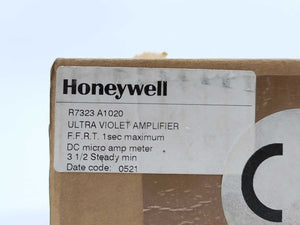 Honeywell
R7323 A1020
ULTRA VIOLET AMPLIFIER
F.F.R.T. 1sec maximum
DC micro amp meter
3 1/2 Steady min
Date code: 0521